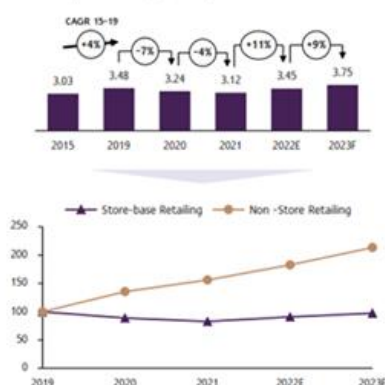 CAGR 15-19
+4% -7% -4% +11% +9%
3.03 3.48 3.24 3.12 3.45 3.75
2015 2019 2020 2021 2022E 2023F
Store-base Retailing Non -Store Retailing
250
200
150
100
50
0
2019 2020 2021 2022E 2023F